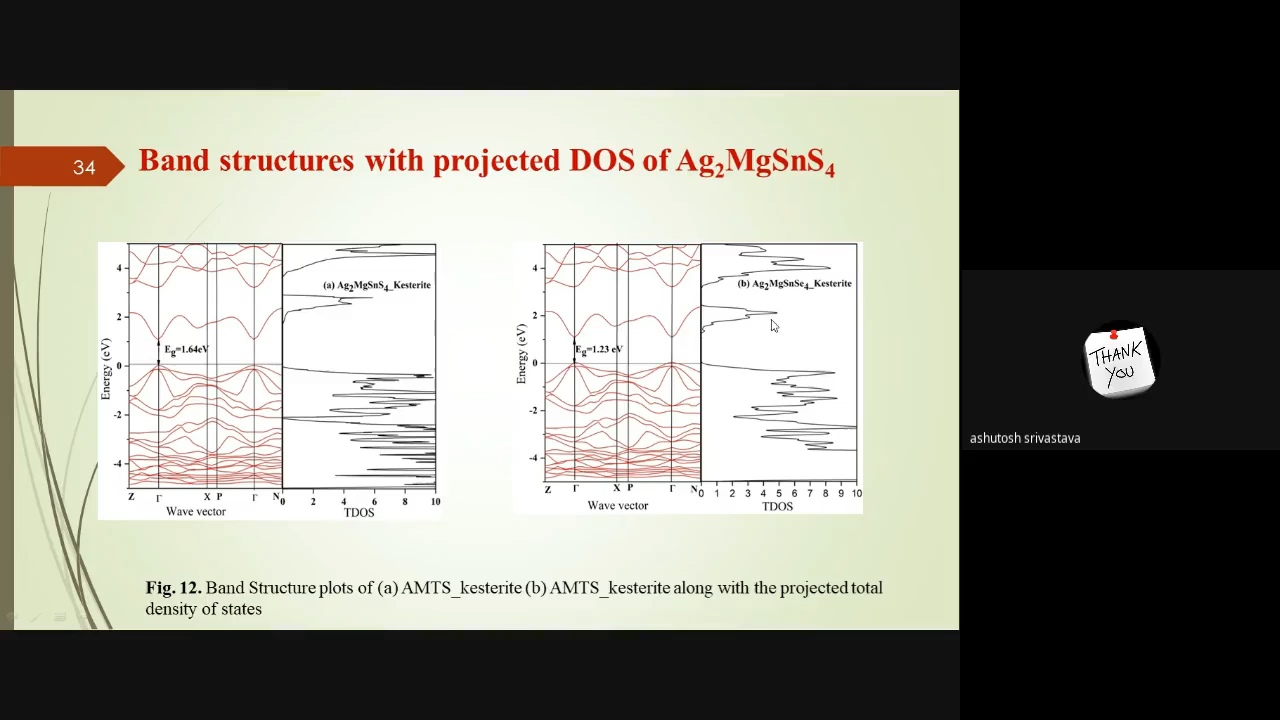 34
Band structures with projected DOS of Ag₂MgSnS₄
4
2
0
-2
-4
Energy (eV)
E_g=1.64eV
(a) Ag₂MgSnS₄_Kesterite
Z Γ X P Γ N
0 2 4 6 8 10
Wave vector
TDOS
4
2
0
-2
-4
Energy (eV)
E_g=1.23 eV
(b) Ag₂MgSnSe₄_Kesterite
Z Γ X P Γ N
0 1 2 3 4 5 6 7 8 9 10
Wave vector
TDOS
Fig. 12. Band Structure plots of (a) AMTS_kesterite (b) AMTS_kesterite along with the projected total
density of states
THANK
YOU
ashutosh srivastava